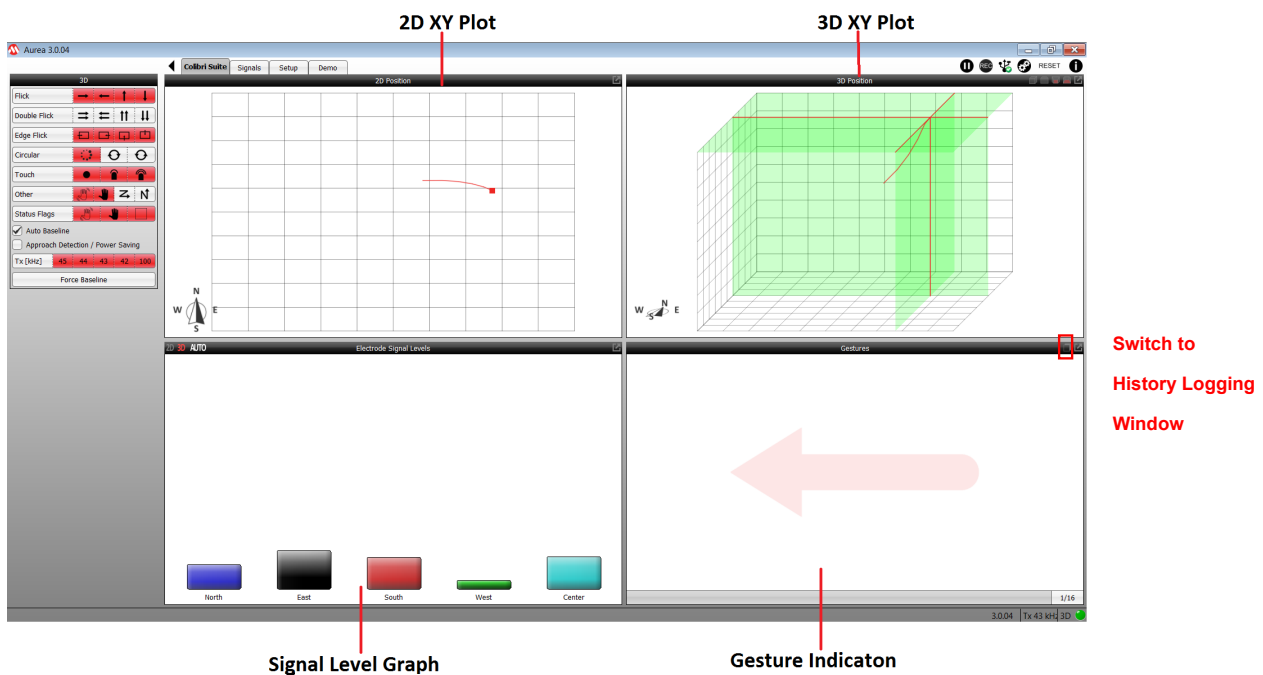 2D XY Plot
3D XY Plot
Aurea 3.0.04
Colibri Suite
Signals
Setup
Demo
REC
RESET
3D
Flick
Double Flick
Edge Flick
Circular
Touch
Other
Status Flags
Auto Baseline
Approach Detection / Power Saving
Tx [kHz] 45 44 43 42 100
Force Baseline
2D Position
N
W E
S
3D Position
N
W E
S
2D 3D AUTO
Electrode Signal Levels
North
East
South
West
Center
Gestures
1/16
Switch to
History Logging
Window
3.0.04
Tx 43 kHz
3D
Signal Level Graph
Gesture Indicaton